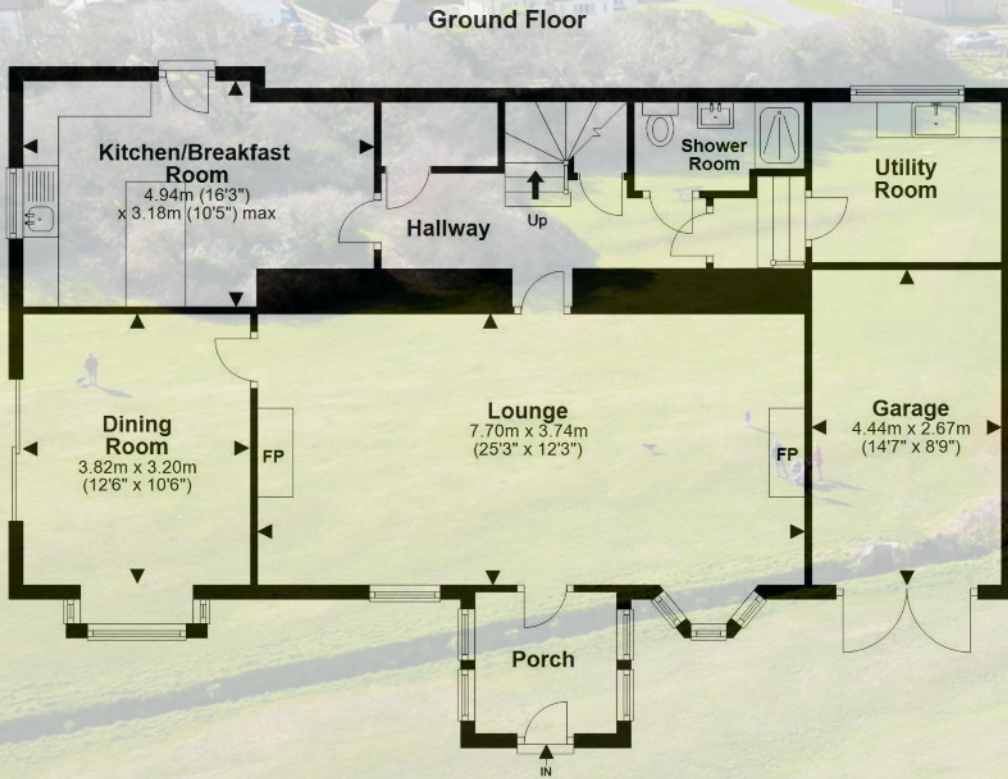 Ground Floor
Kitchen/Breakfast
Room
4.94m (16'3")
x 3.18m (10'5") max
Shower
Room
Utility
Room
Hallway
Up
Dining
Room
3.82m x 3.20m
(12'6" x 10'6")
FP
Lounge
7.70m x 3.74m
(25'3" x 12'3")
FP
Garage
4.44m x 2.67m
(14'7" x 8'9")
Porch
IN